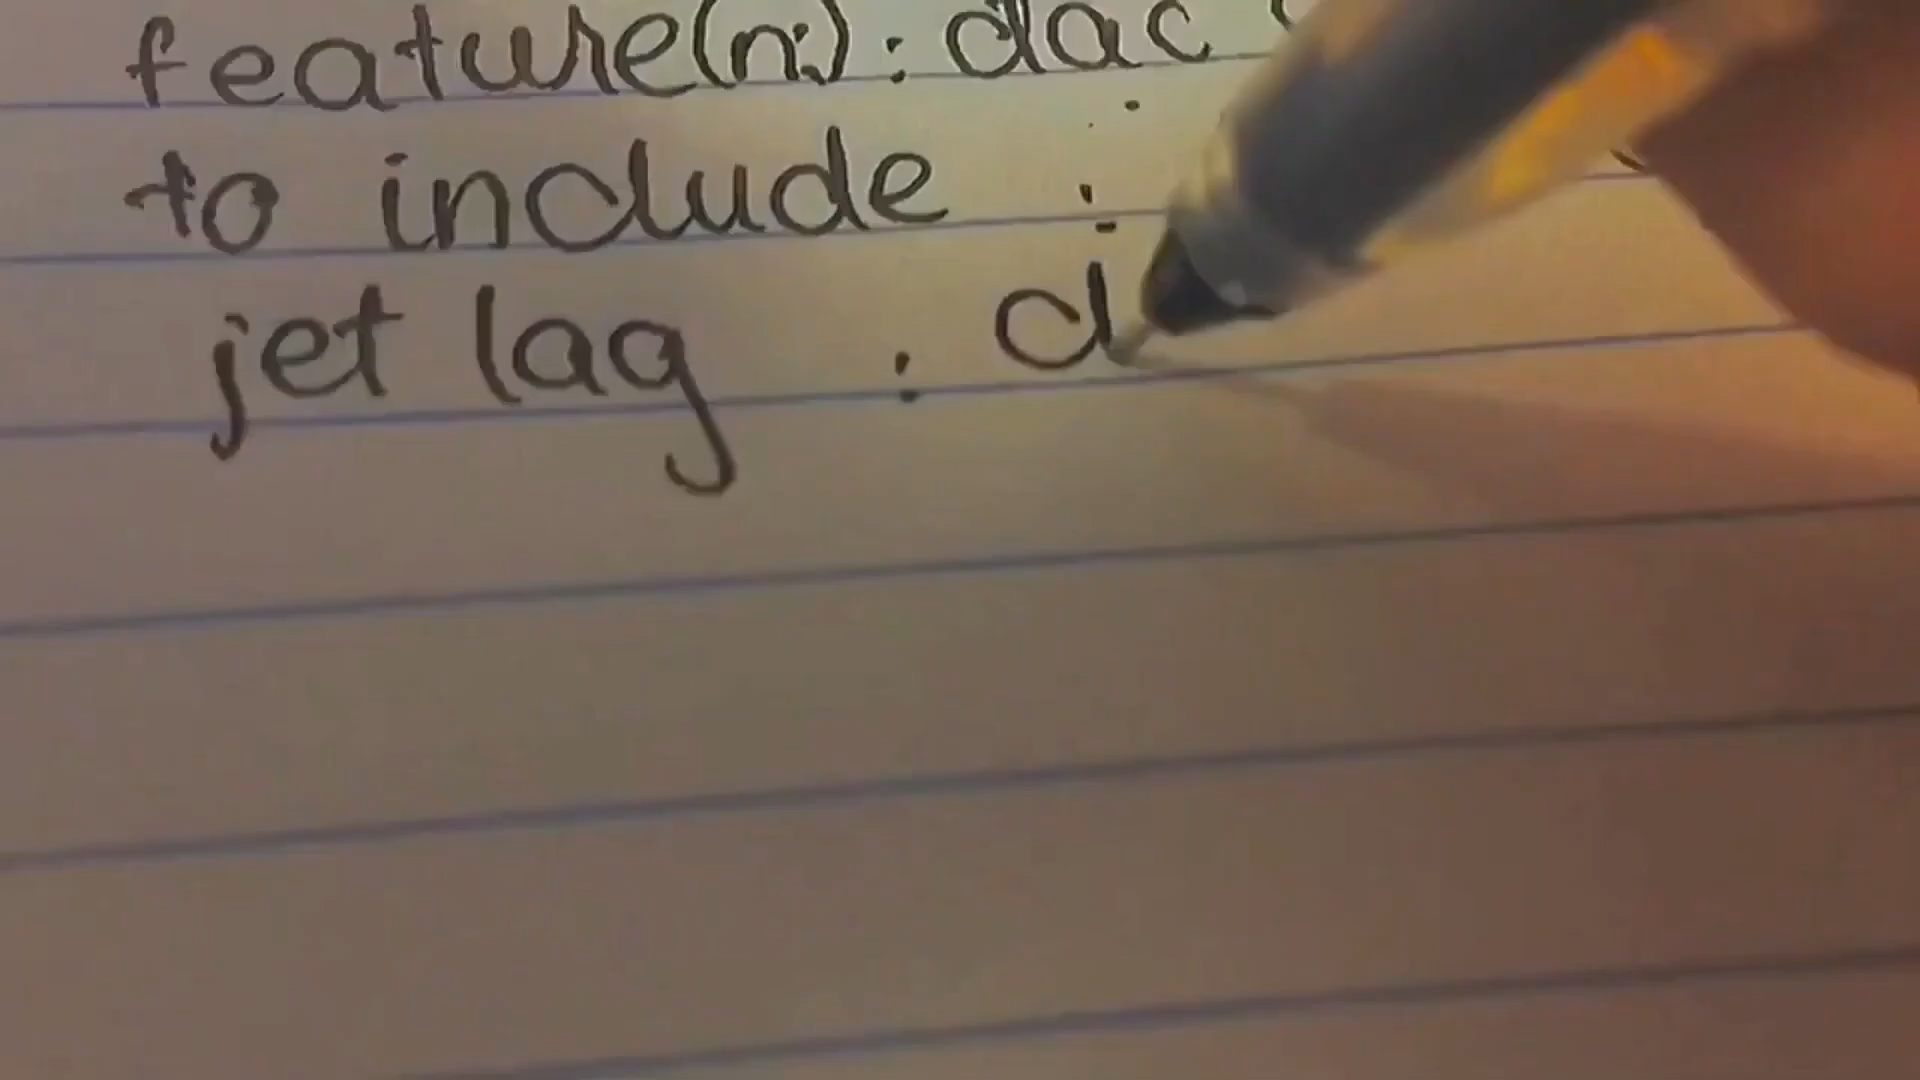 feature(n): dac
to include :
jet lag : d